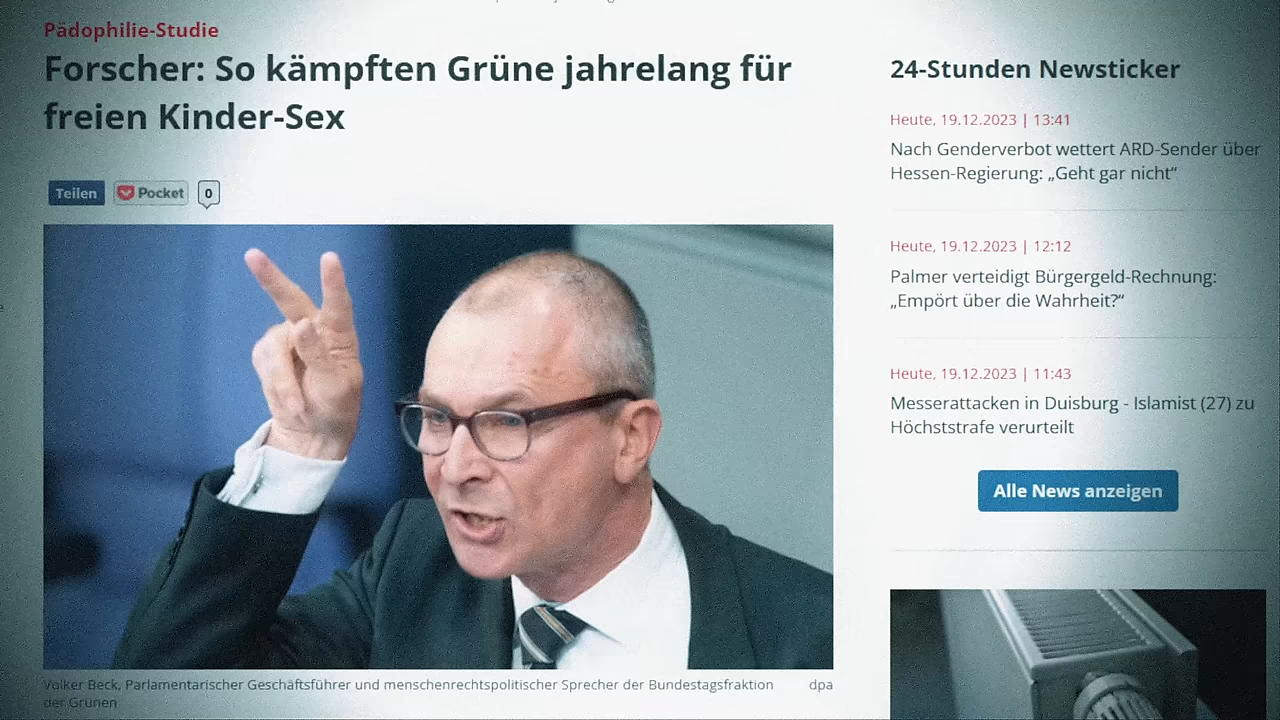 Pädophilie-Studie
Forscher: So kämpften Grüne jahrelang für
freien Kinder-Sex
Teilen
Pocket
0
Volker Beck, Parlamentarischer Geschäftsführer und menschenrechtspolitischer Sprecher der Bundestagsfraktion
der Grünen
dpa
24-Stunden Newsticker
Heute, 19.12.2023 | 13:41
Nach Genderverbot wettert ARD-Sender über
Hessen-Regierung: „Geht gar nicht“
Heute, 19.12.2023 | 12:12
Palmer verteidigt Bürgergeld-Rechnung:
„Empört über die Wahrheit?“
Heute, 19.12.2023 | 11:43
Messerattacken in Duisburg - Islamist (27) zu
Höchststrafe verurteilt
Alle News anzeigen